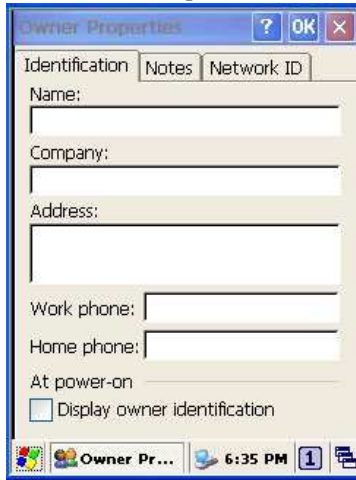 Owner Properties ? OK ×
Identification Notes Network ID
Name:
Company:
Address:
Work phone:
Home phone:
At power-on
Display owner identification
Owner Pr... 6:35 PM 1